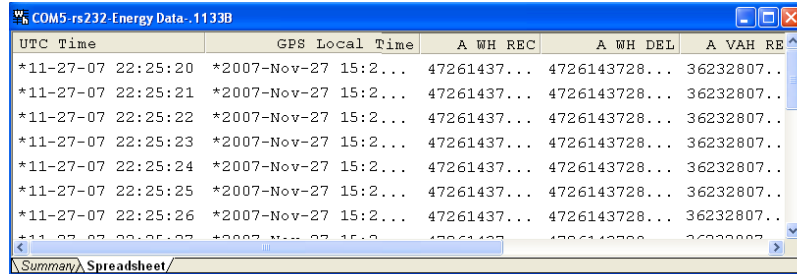 COM5-rs232-Energy Data-.1133B
UTC Time GPS Local Time A WH REC A WH DEL A VAH RE
*11-27-07 22:25:20 *2007-Nov-27 15:2... 47261437... 4726143728... 36232807..
*11-27-07 22:25:21 *2007-Nov-27 15:2... 47261437... 4726143728... 36232807..
*11-27-07 22:25:22 *2007-Nov-27 15:2... 47261437... 4726143728... 36232807..
*11-27-07 22:25:23 *2007-Nov-27 15:2... 47261437... 4726143728... 36232807..
*11-27-07 22:25:24 *2007-Nov-27 15:2... 47261437... 4726143728... 36232807..
*11-27-07 22:25:25 *2007-Nov-27 15:2... 47261437... 4726143728... 36232807..
*11-27-07 22:25:26 *2007-Nov-27 15:2... 47261437... 4726143728... 36232807..
Summary Spreadsheet